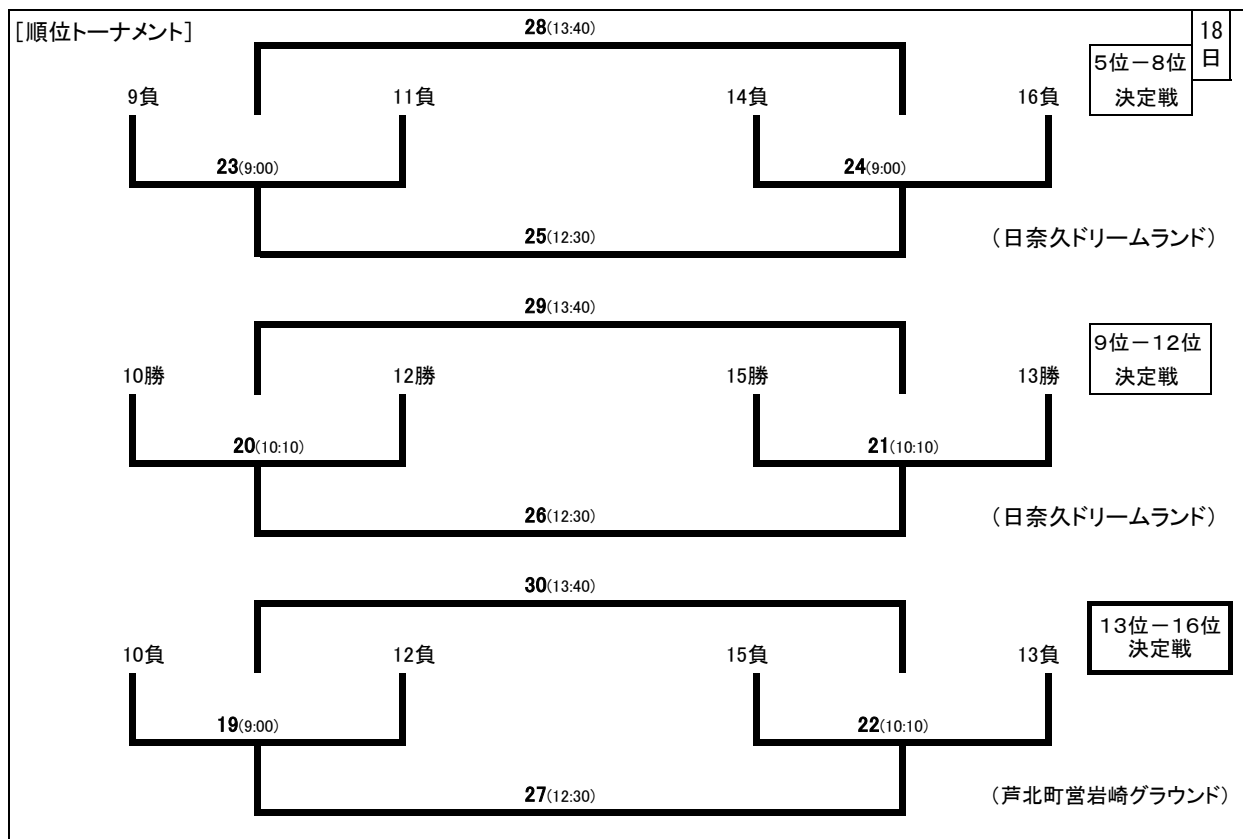 [順位トーナメント]
28(13:40)
18
日
5位－8位
決定戦
9負 11負 14負 16負
23(9:00) 24(9:00)
25(12:30) (日奈久ドリームランド)
29(13:40)
9位－12位
決定戦
10勝 12勝 15勝 13勝
20(10:10) 21(10:10)
26(12:30) (日奈久ドリームランド)
30(13:40)
13位－16位
決定戦
10負 12負 15負 13負
19(9:00) 22(10:10)
27(12:30) (芦北町営岩崎グラウンド)